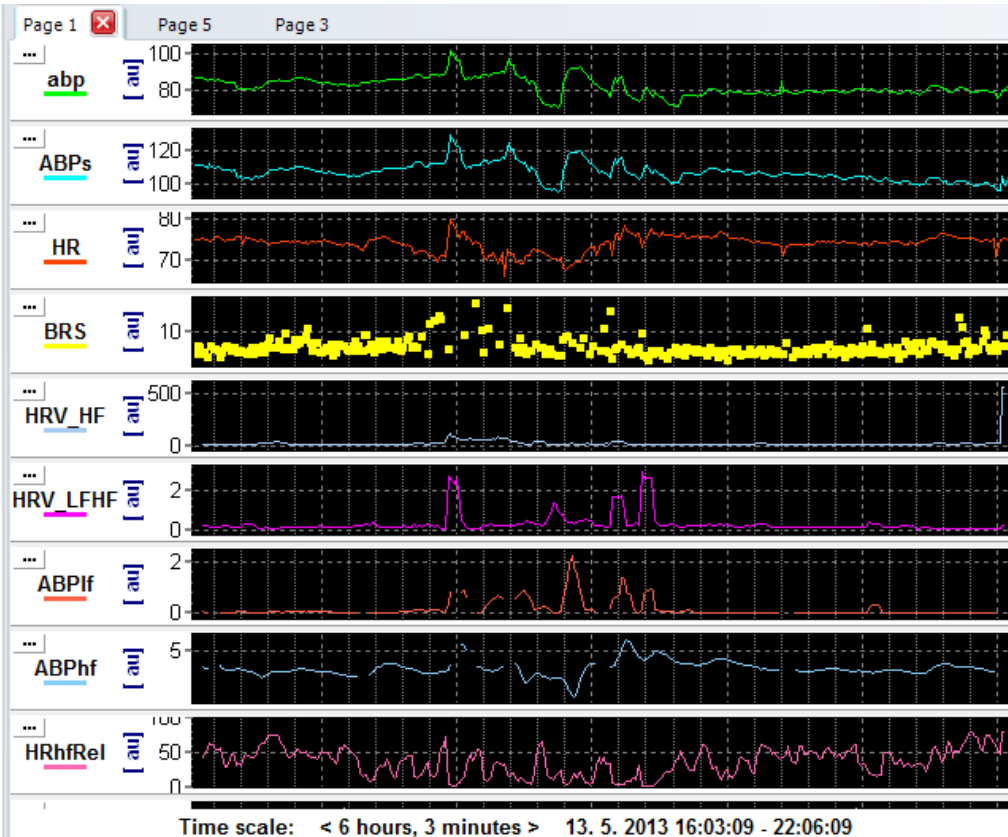 Page 1 Page 5 Page 3
...
abp
[ au]
100
80
...
ABPs
[ au]
120
100
...
HR
[ au]
80
70
...
BRS
[ au]
10
...
HRV_HF
[ au]
500
0
...
HRV_LFHF
[ au]
2
0
...
ABPlf
[ au]
2
0
...
ABPhf
[ au]
5
...
HRhfRel
[ au]
100
50
0
Time scale: < 6 hours, 3 minutes > 13. 5. 2013 16:03:09 - 22:06:09